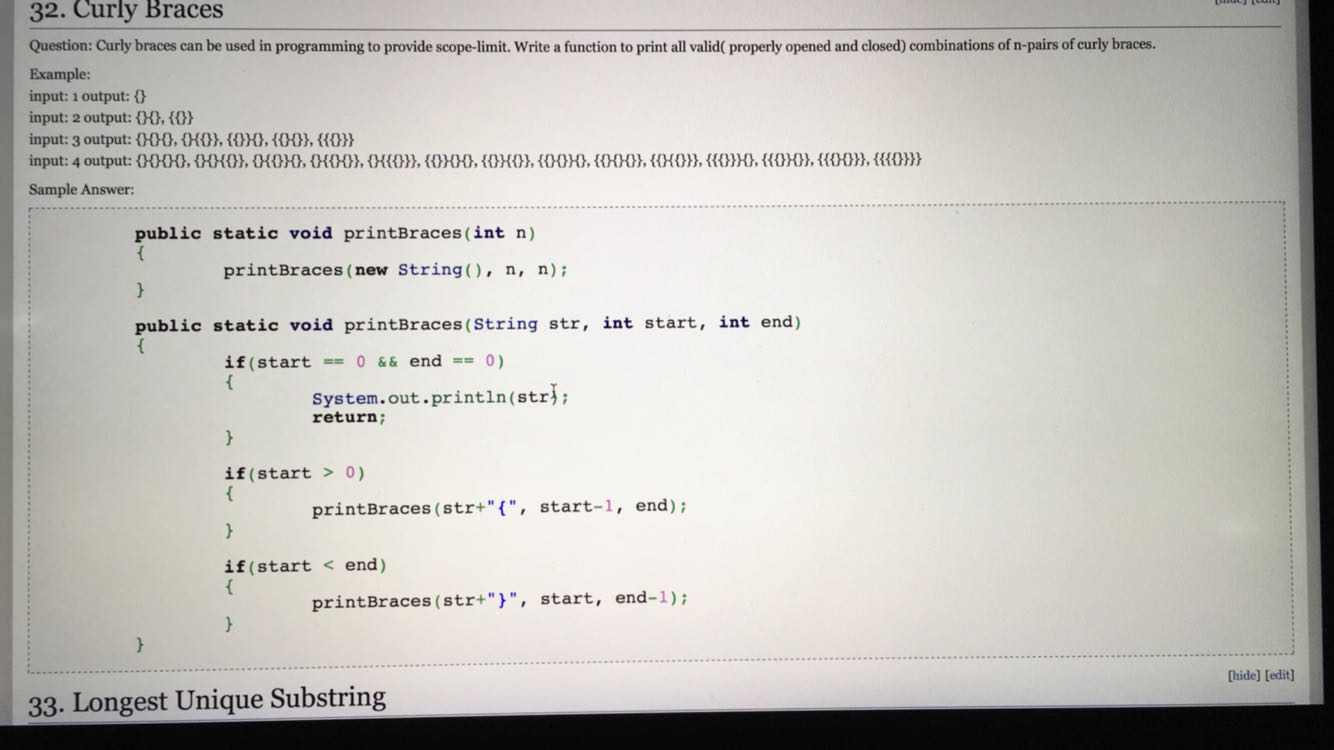 32. Curly Braces
[hide] [edit]
Question: Curly braces can be used in programming to provide scope-limit. Write a function to print all valid( properly opened and closed) combinations of n-pairs of curly braces.
Example:
input: 1 output: {}
input: 2 output: {}{}, {{}}
input: 3 output: {}{}{}, {}{{}}, {{}}{}, {{}{}}, {{{}}}
input: 4 output: {}{}{}{}, {}{}{{}}, {}{{}}{}, {}{{}{}}, {}{{{}}}, {{}}{}{}, {{}}{{}}, {{}{}}{}, {{}{}{}}, {{}{{}}}, {{{}}}{}, {{{}}{}}, {{{}{}}}, {{{{}}}}
Sample Answer:
public static void printBraces(int n)
{
printBraces(new String(), n, n);
}
public static void printBraces(String str, int start, int end)
{
if(start == 0 && end == 0)
{
System.out.println(str);
return;
}
if(start > 0)
{
printBraces(str+"{", start-1, end);
}
if(start < end)
{
printBraces(str+"}", start, end-1);
}
}
[hide] [edit]
33. Longest Unique Substring